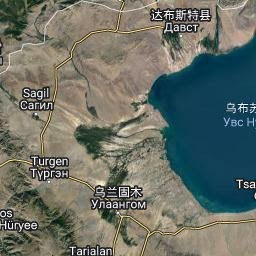 达布斯特县
Давст
Sagil
Сагил
乌布苏
Увс Н
Turgen
Түргэн
乌兰固木
Улаангом
Tsa
os
Hüryee
Tarialan